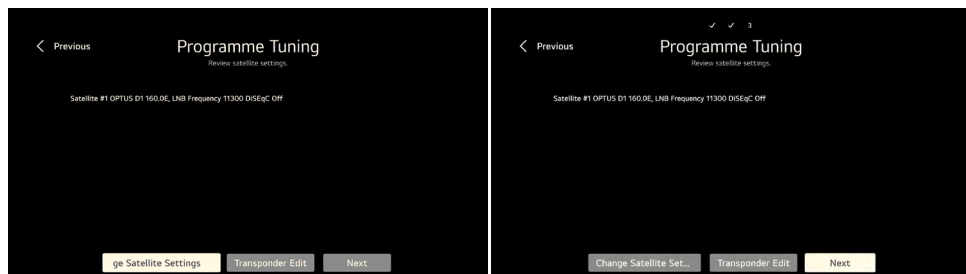 Previous
Programme Tuning
Review satellite settings.
Satellite #1 OPTUS D1 160.0E, LNB Frequency 11300 DiSEqC Off
ge Satellite Settings
Transponder Edit
Next
✓ ✓ 3
Previous
Programme Tuning
Review satellite settings.
Satellite #1 OPTUS D1 160.0E, LNB Frequency 11300 DiSEqC Off
Change Satellite Set...
Transponder Edit
Next